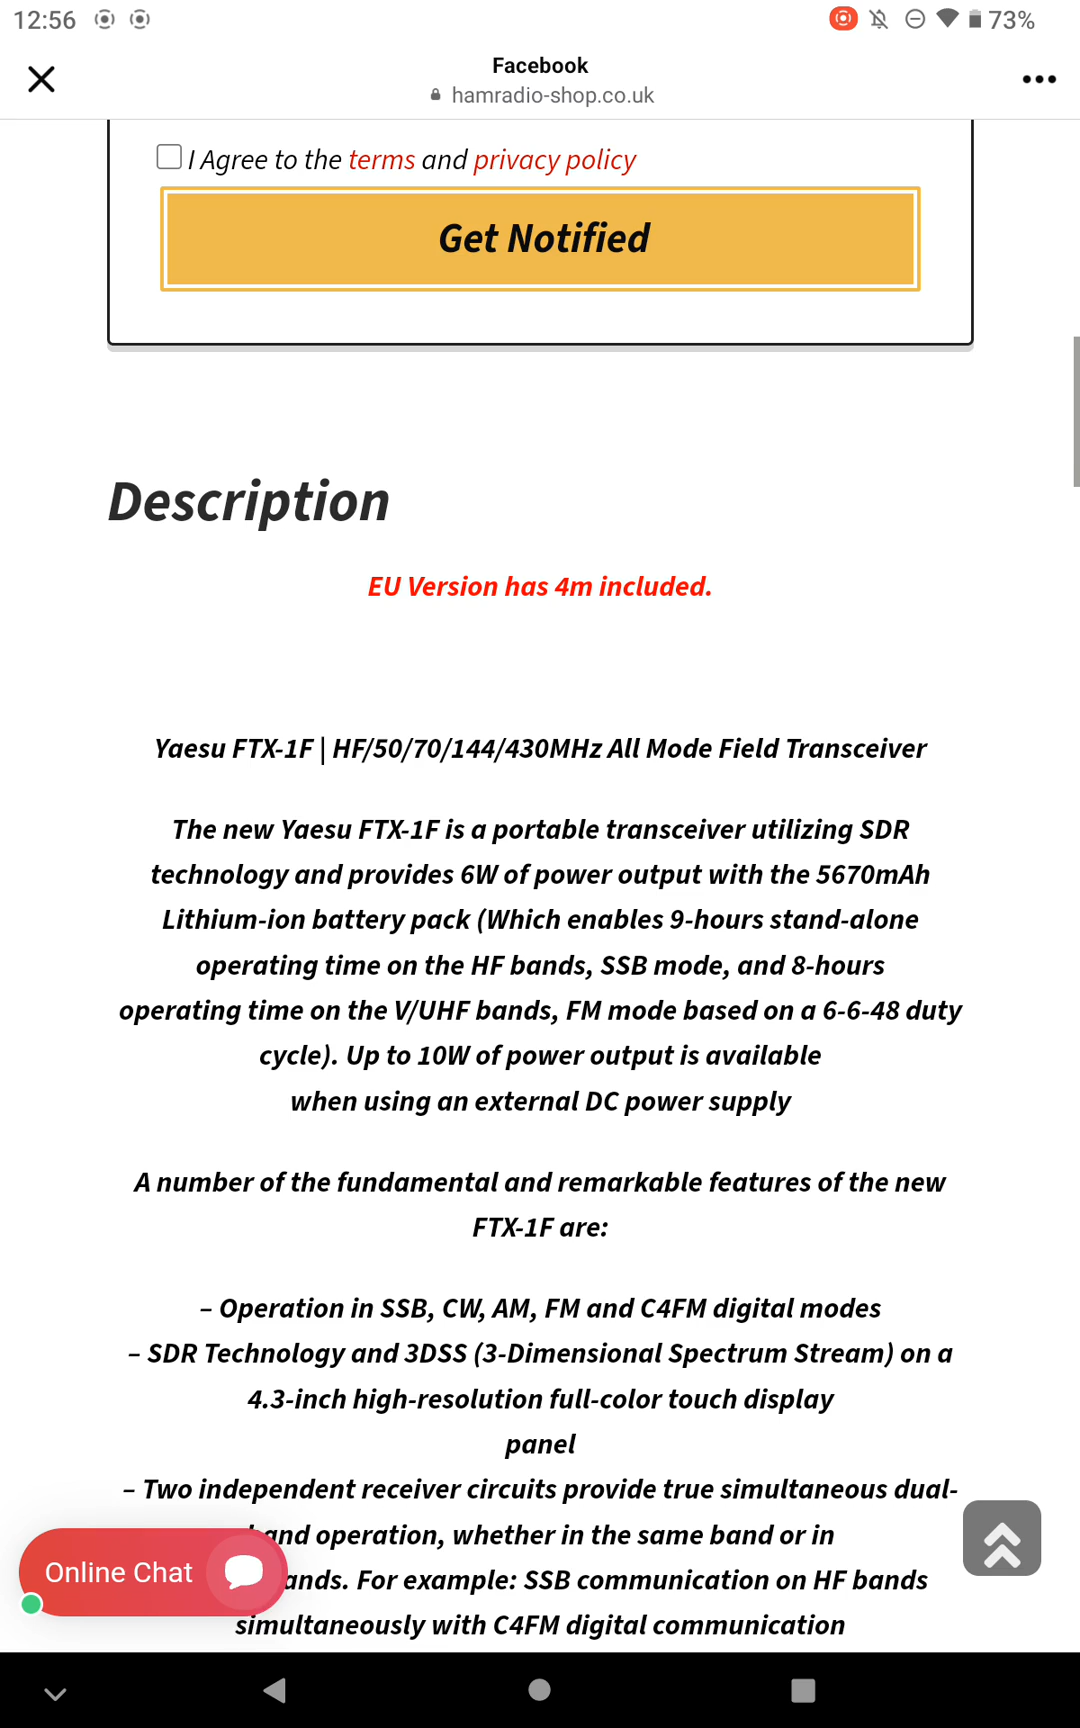 12:56
73%
Facebook
hamradio-shop.co.uk
I Agree to the terms and privacy policy
Get Notified
Description
EU Version has 4m included.
Yaesu FTX-1F | HF/50/70/144/430MHz All Mode Field Transceiver
The new Yaesu FTX-1F is a portable transceiver utilizing SDR
technology and provides 6W of power output with the 5670mAh
Lithium-ion battery pack (Which enables 9-hours stand-alone
operating time on the HF bands, SSB mode, and 8-hours
operating time on the V/UHF bands, FM mode based on a 6-6-48 duty
cycle). Up to 10W of power output is available
when using an external DC power supply
A number of the fundamental and remarkable features of the new
FTX-1F are:
– Operation in SSB, CW, AM, FM and C4FM digital modes
– SDR Technology and 3DSS (3-Dimensional Spectrum Stream) on a
4.3-inch high-resolution full-color touch display
panel
– Two independent receiver circuits provide true simultaneous dual-
operation, whether in the same band or in
For example: SSB communication on HF bands
simultaneously with C4FM digital communication
Online Chat